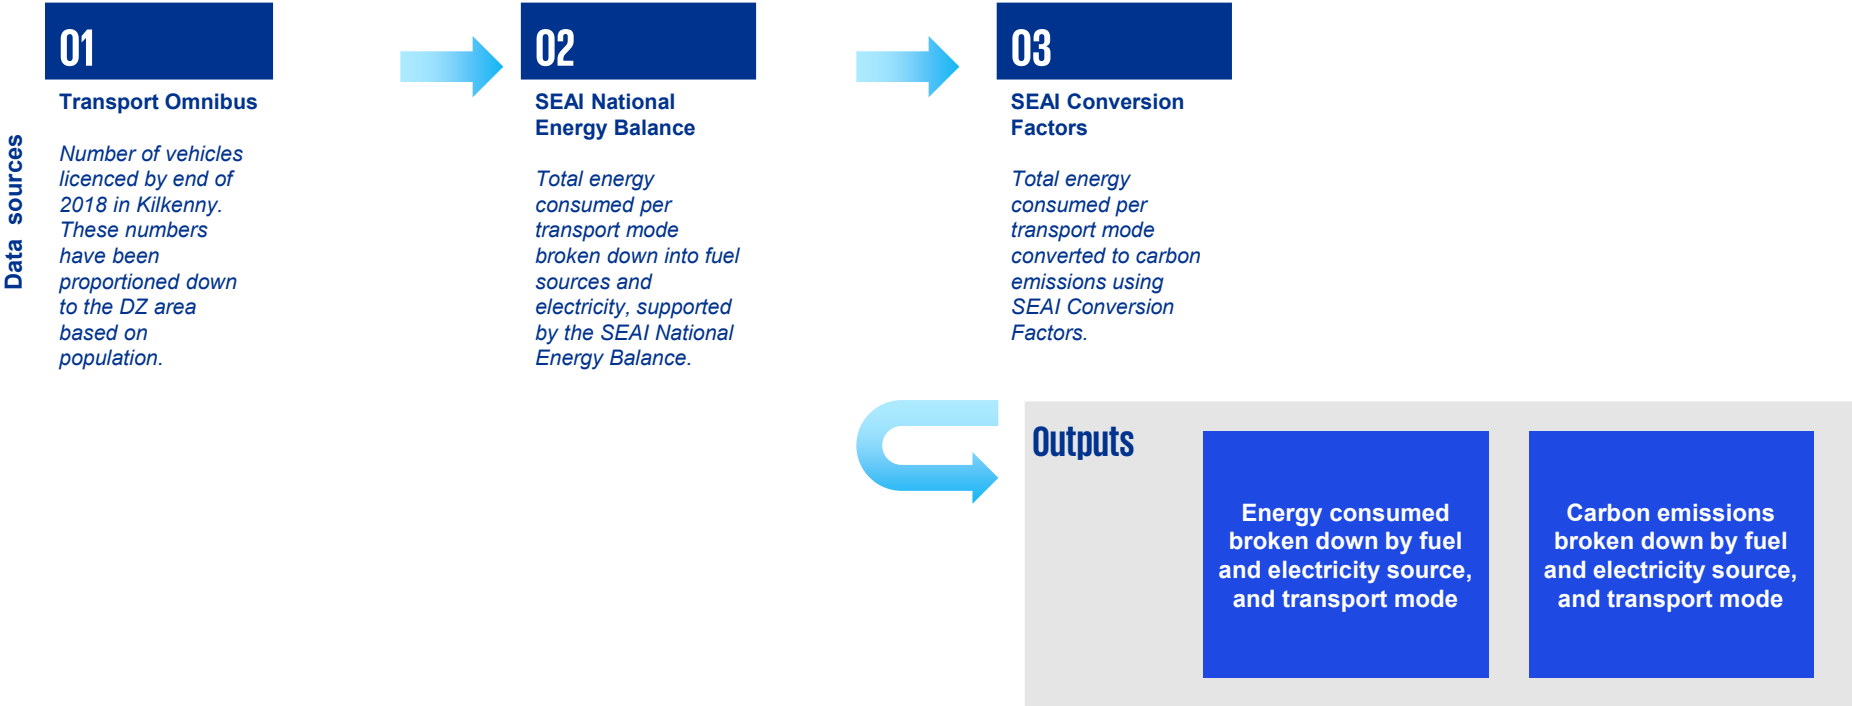 Data sources
01
Transport Omnibus
Number of vehicles
licenced by end of
2018 in Kilkenny.
These numbers
have been
proportioned down
to the DZ area
based on
population.
02
SEAI National
Energy Balance
Total energy
consumed per
transport mode
broken down into fuel
sources and
electricity, supported
by the SEAI National
Energy Balance.
03
SEAI Conversion
Factors
Total energy
consumed per
transport mode
converted to carbon
emissions using
SEAI Conversion
Factors.
Outputs
Energy consumed
broken down by fuel
and electricity source,
and transport mode
Carbon emissions
broken down by fuel
and electricity source,
and transport mode